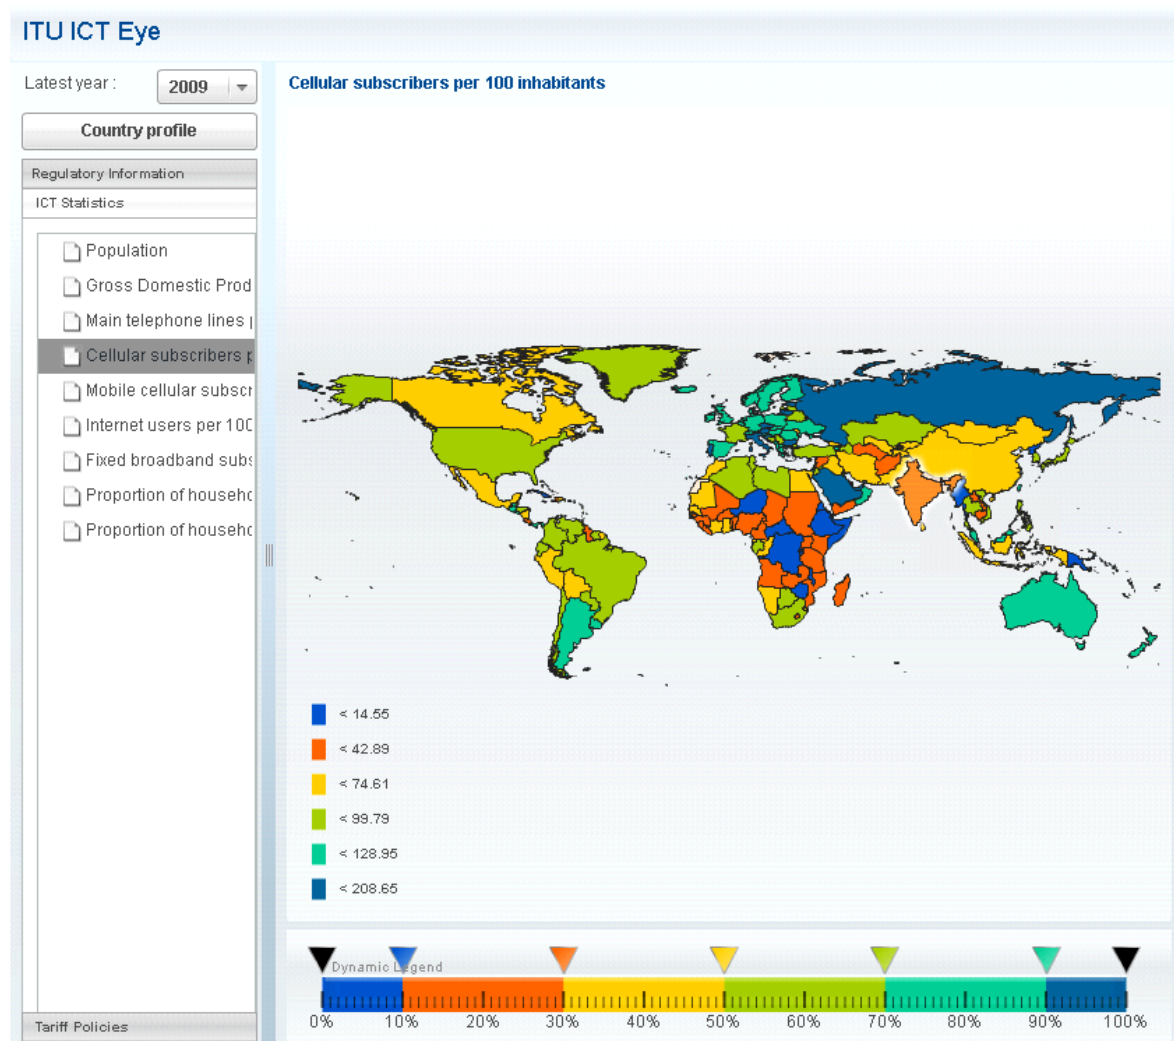 ITU ICT Eye
Latest year :
2009
Country profile
Regulatory Information
ICT Statistics
Population
Gross Domestic Prod
Main telephone lines
Cellular subscribers p
Mobile cellular subscr
Internet users per 100
Fixed broadband subs
Proportion of househo
Proportion of househo
Tariff Policies
Cellular subscribers per 100 inhabitants
< 14.55
< 42.89
< 74.61
< 99.79
< 128.95
< 208.65
Dynamic Legend
0% 10% 20% 30% 40% 50% 60% 70% 80% 90% 100%